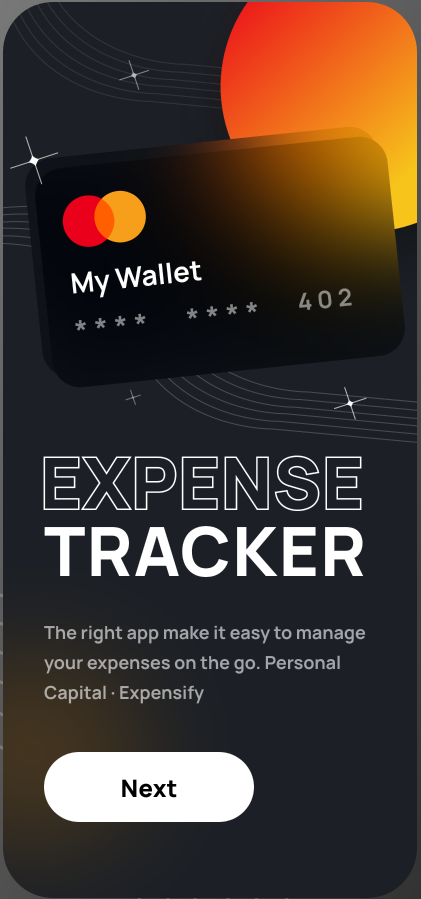 My Wallet
**** **** 402
EXPENSE
TRACKER
The right app make it easy to manage
your expenses on the go. Personal
Capital · Expensify
Next